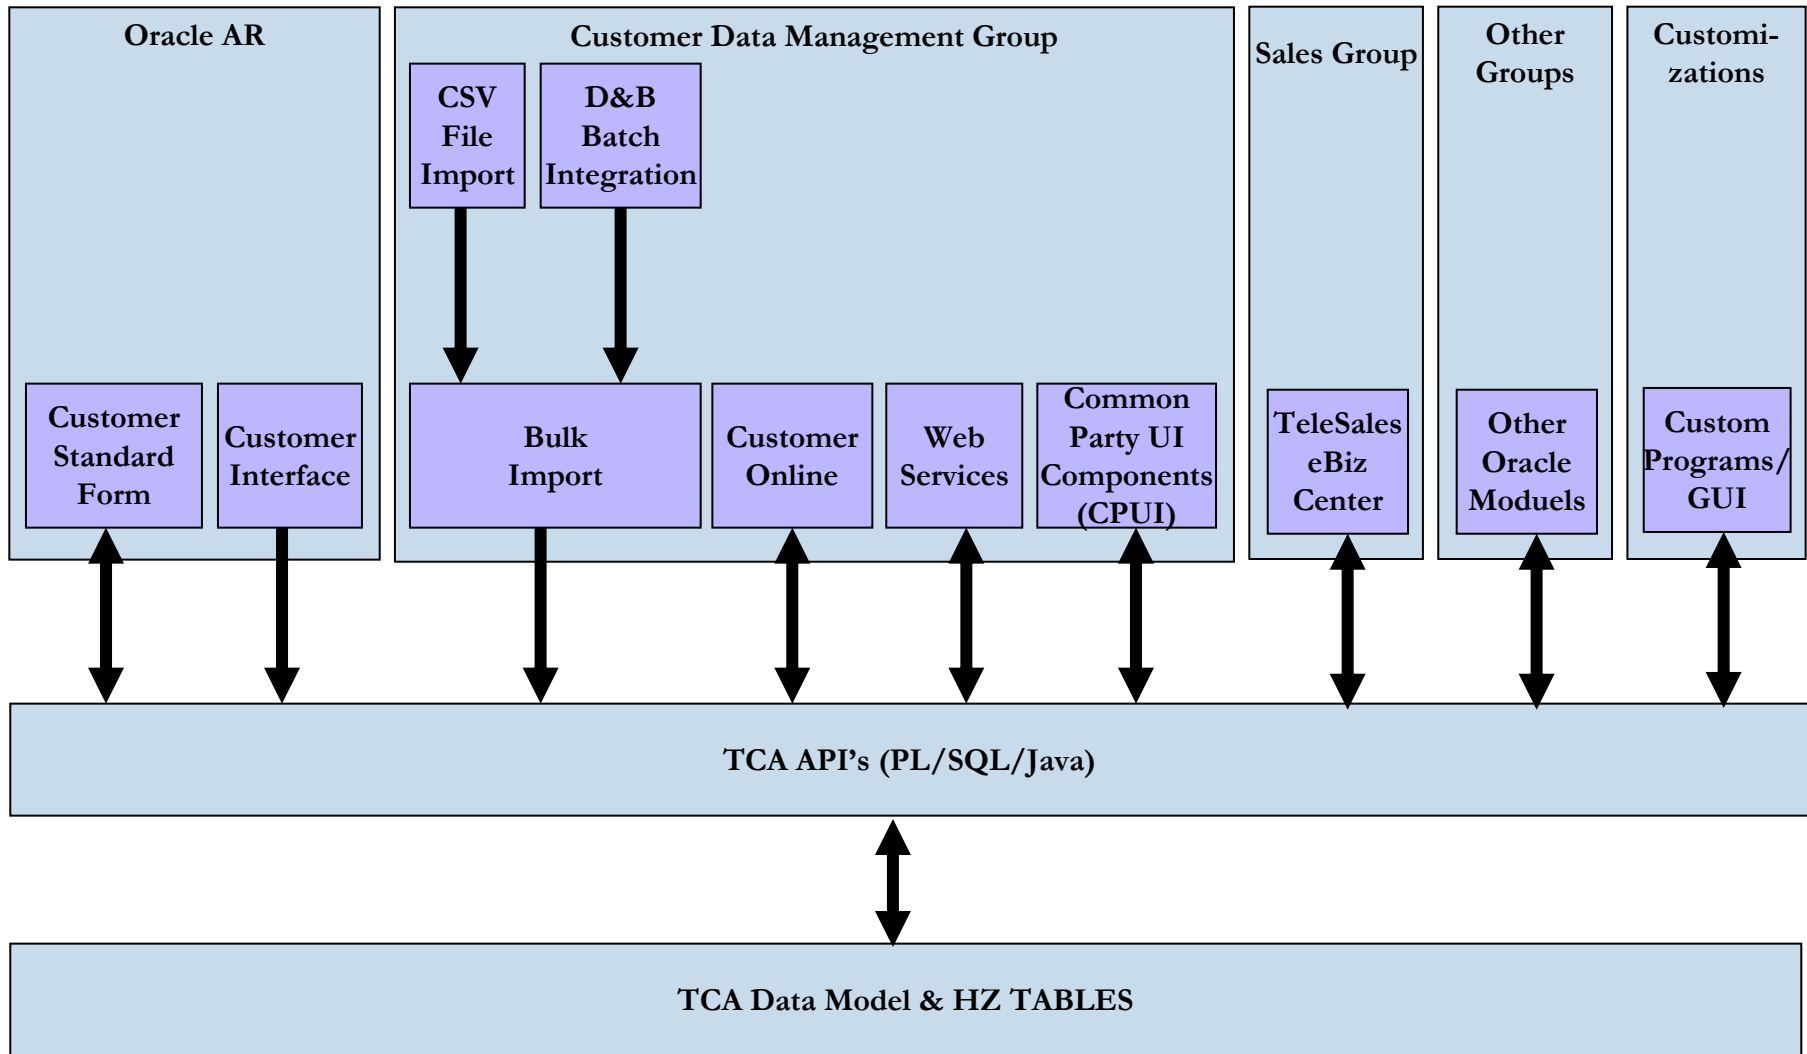 Oracle AR
Customer Data Management Group
Sales Group
Other
Groups
Customi-
zations
CSV
File
Import
D&B
Batch
Integration
Customer
Standard
Form
Customer
Interface
Bulk
Import
Customer
Online
Web
Services
Common
Party UI
Components
(CPUI)
TeleSales
eBiz
Center
Other
Oracle
Moduels
Custom
Programs/
GUI
TCA API’s (PL/SQL/Java)
TCA Data Model & HZ TABLES